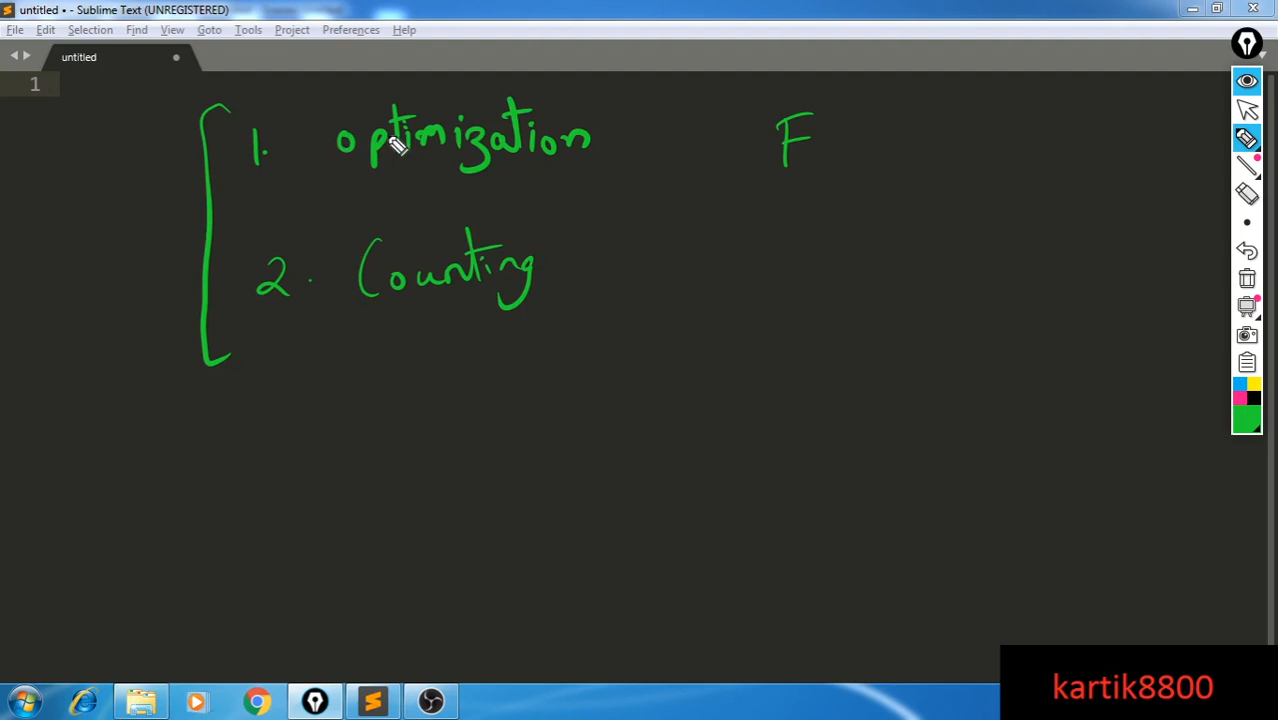 untitled • - Sublime Text (UNREGISTERED)
File Edit Selection Find View Goto Tools Project Preferences Help
untitled
1
1. optimization F
2. Counting
kartik8800